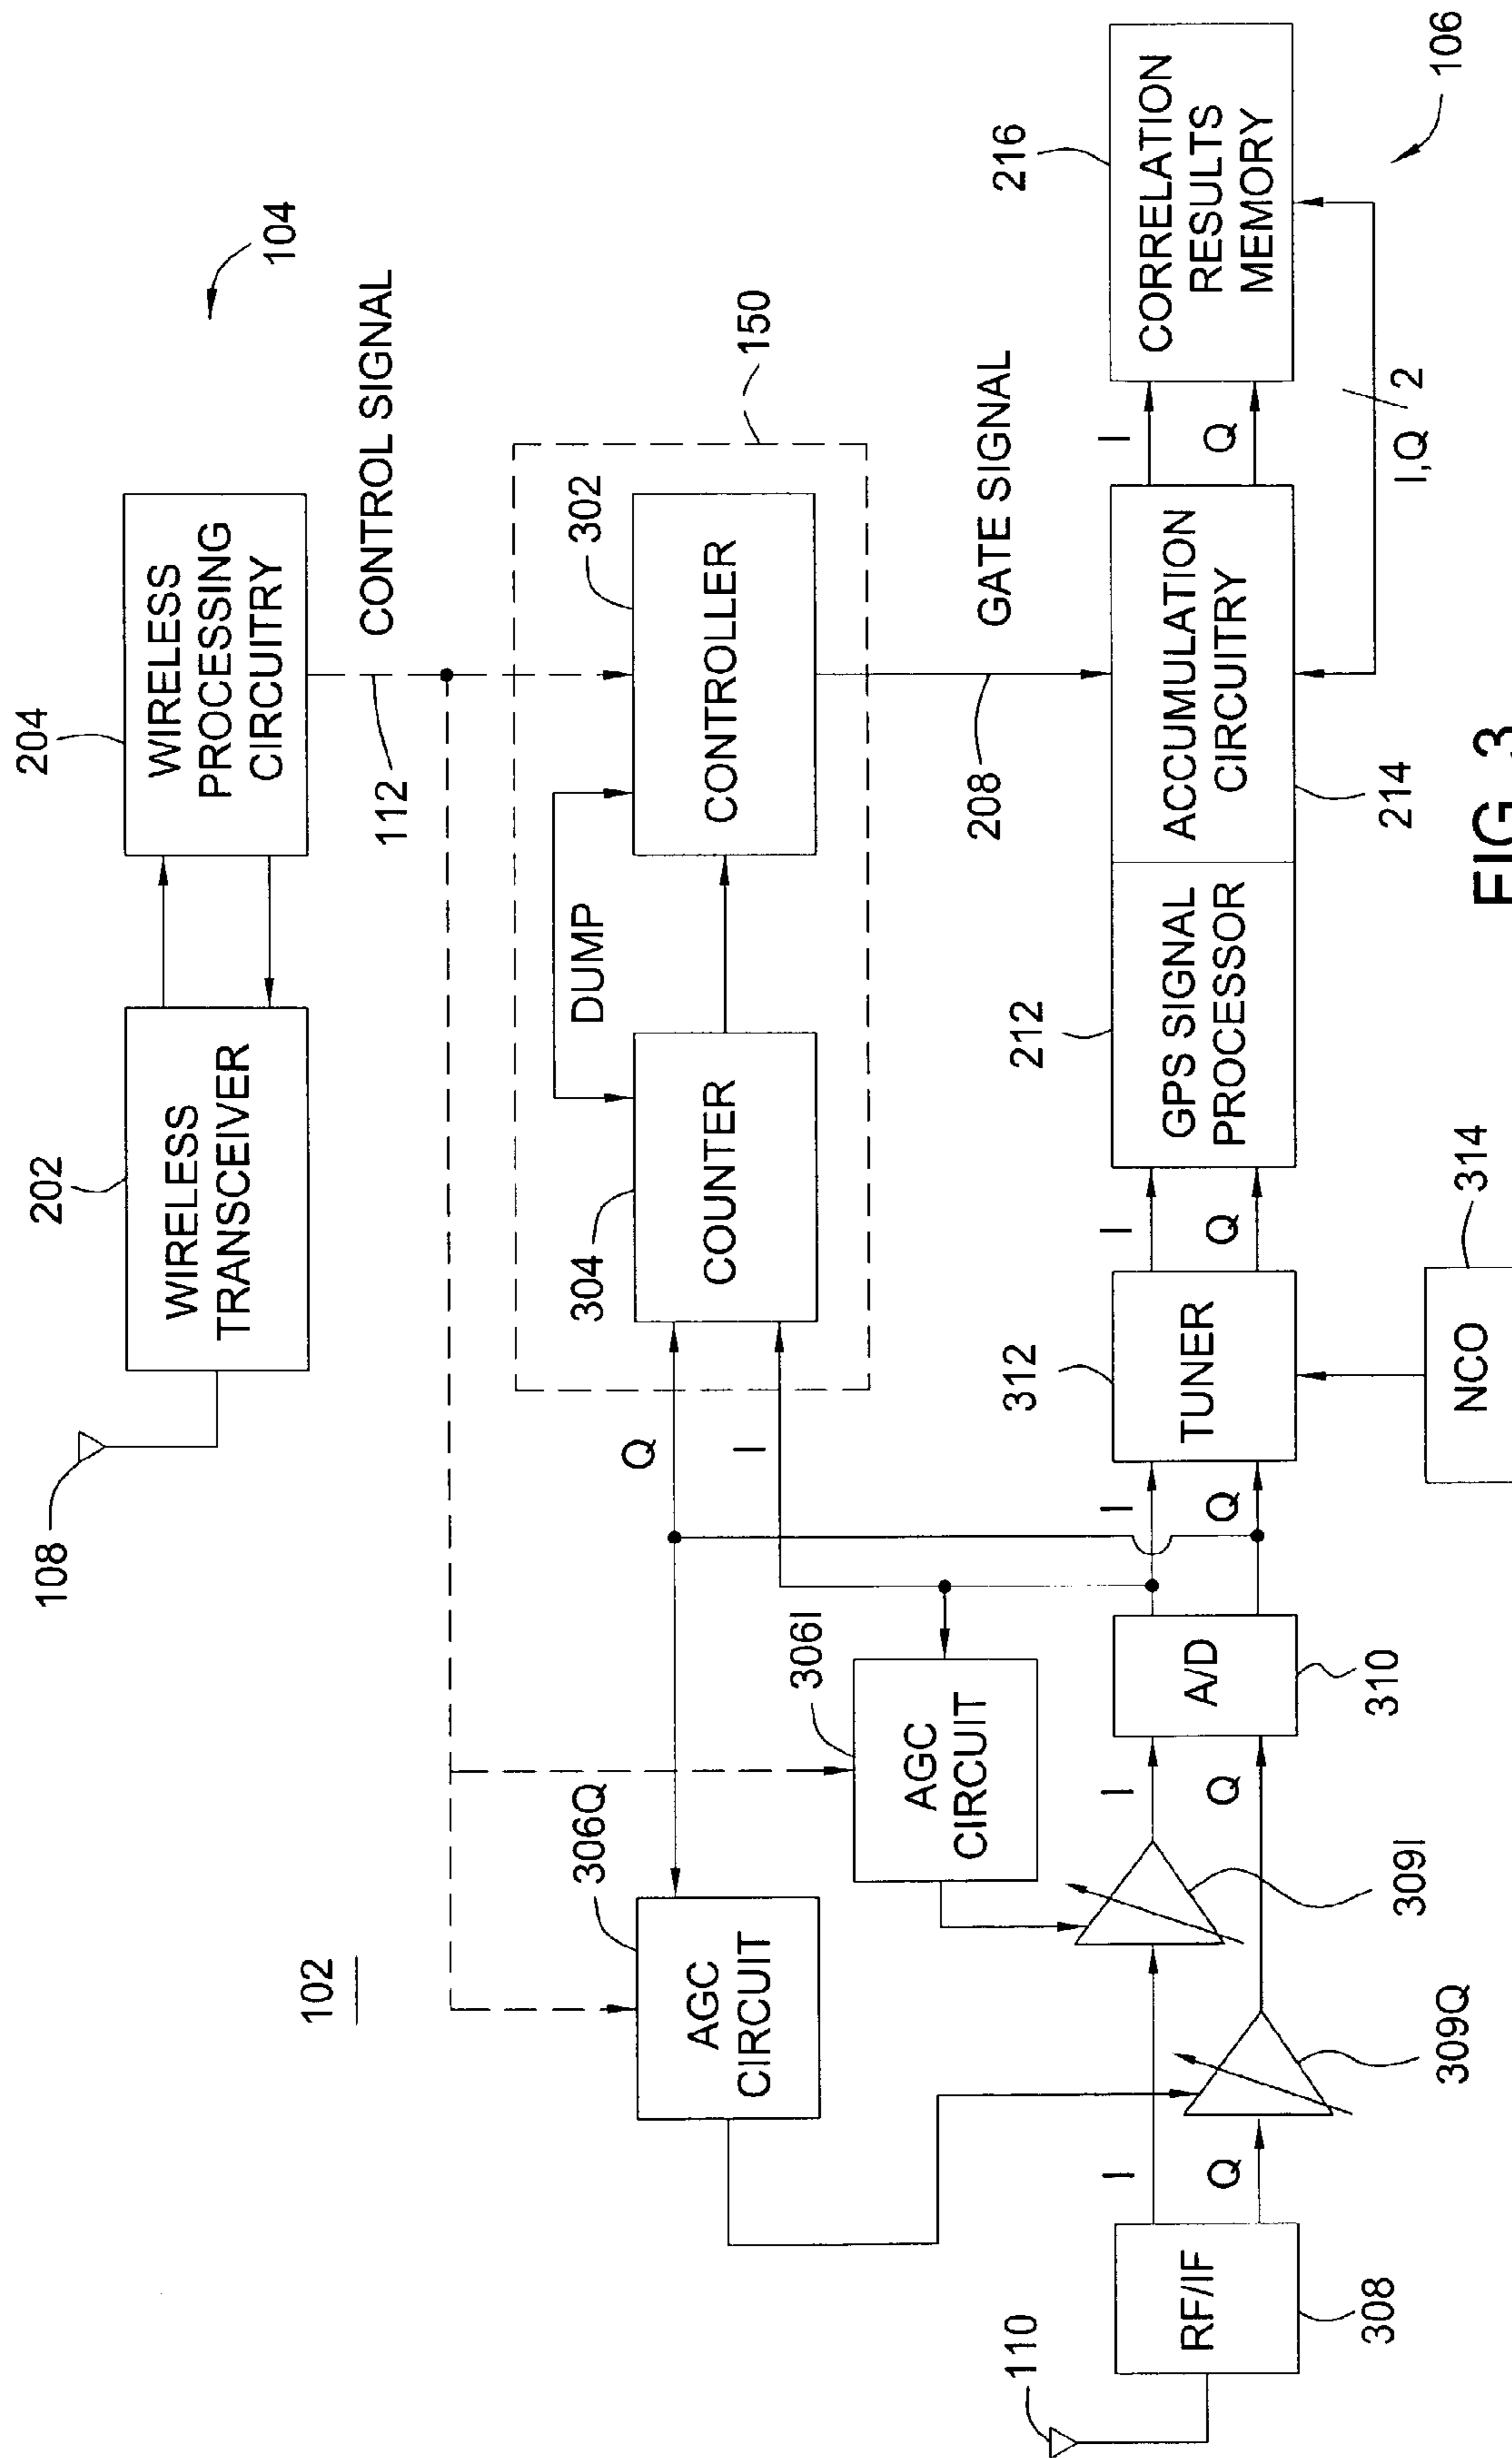 102
104
108
202
WIRELESS
TRANSCEIVER
204
WIRELESS
PROCESSING
CIRCUITRY
112
CONTROL SIGNAL
150
306Q
AGC
CIRCUIT
306I
AGC
CIRCUIT
Q
I
304
COUNTER
DUMP
302
CONTROLLER
208
GATE SIGNAL
110
RF/IF
308
I
Q
309Q
309I
I
Q
A/D
310
I
Q
312
TUNER
NCO
314
I
Q
212
GPS SIGNAL
PROCESSOR
ACCUMULATION
CIRCUITRY
214
I
Q
216
CORRELATION
RESULTS
MEMORY
2
I,Q
106
FIG. 3